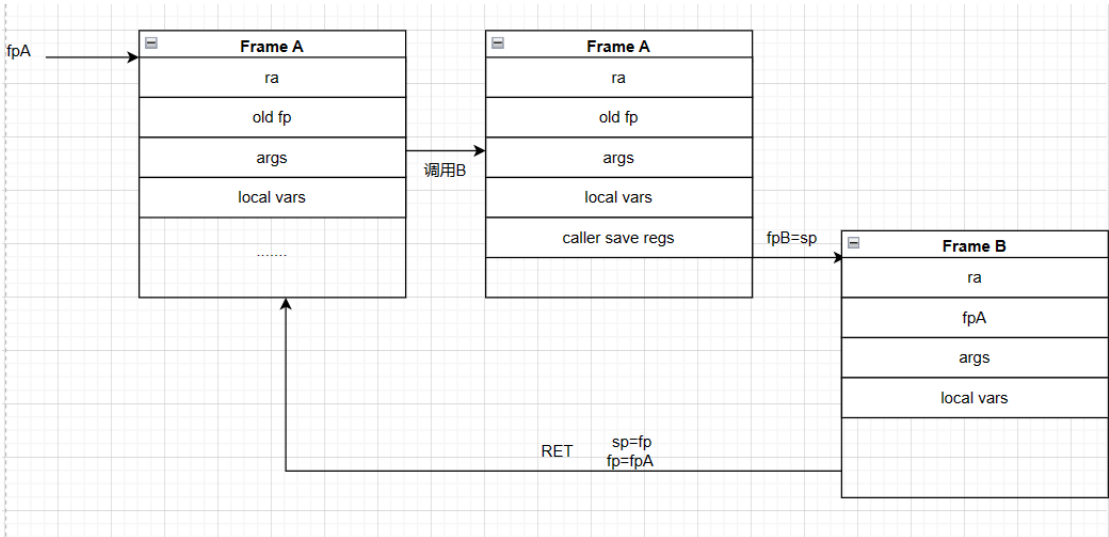 fpA
Frame A
ra
old fp
args
local vars
.......
调用B
Frame A
ra
old fp
args
local vars
caller save regs
fpB=sp
Frame B
ra
fpA
args
local vars
RET
sp=fp
fp=fpA